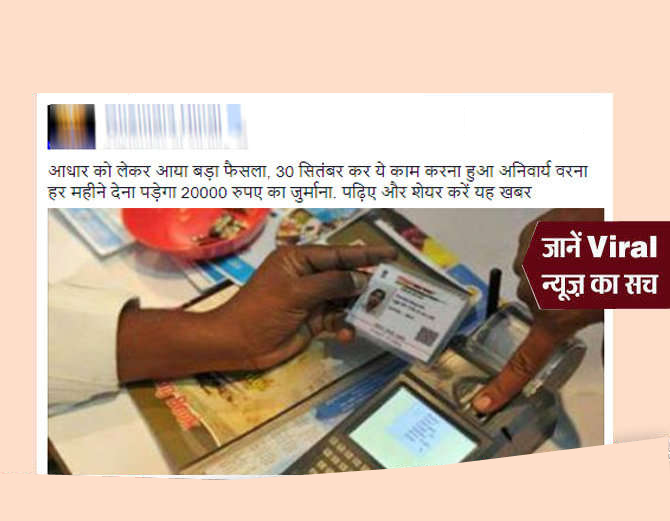 आधार को लेकर आया बड़ा फैसला, 30 सितंबर कर ये काम करना हुआ अनिवार्य वरना
हर महीने देना पड़ेगा 20000 रुपए का जुर्माना. पढ़िए और शेयर करें यह खबर
जानें Viral
न्यूज़ का सच